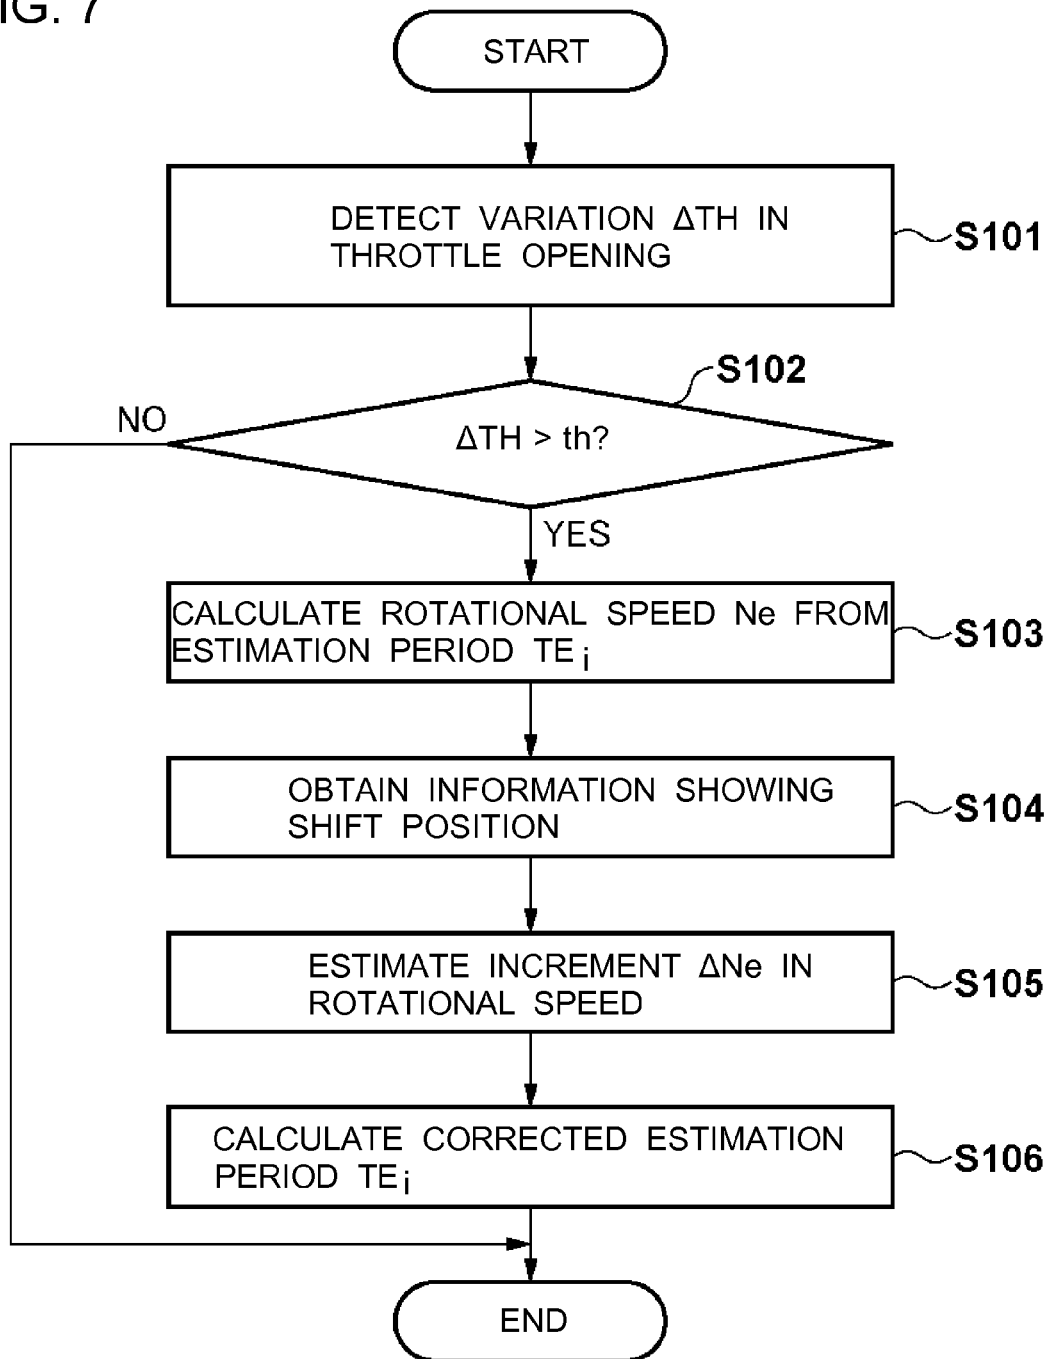 IG. 7
START
DETECT VARIATION ΔTH IN
THROTTLE OPENING
S101
S102
NO
ΔTH > th?
YES
CALCULATE ROTATIONAL SPEED Ne FROM
ESTIMATION PERIOD TEi
S103
OBTAIN INFORMATION SHOWING
SHIFT POSITION
S104
ESTIMATE INCREMENT ΔNe IN
ROTATIONAL SPEED
S105
CALCULATE CORRECTED ESTIMATION
PERIOD TEi
S106
END